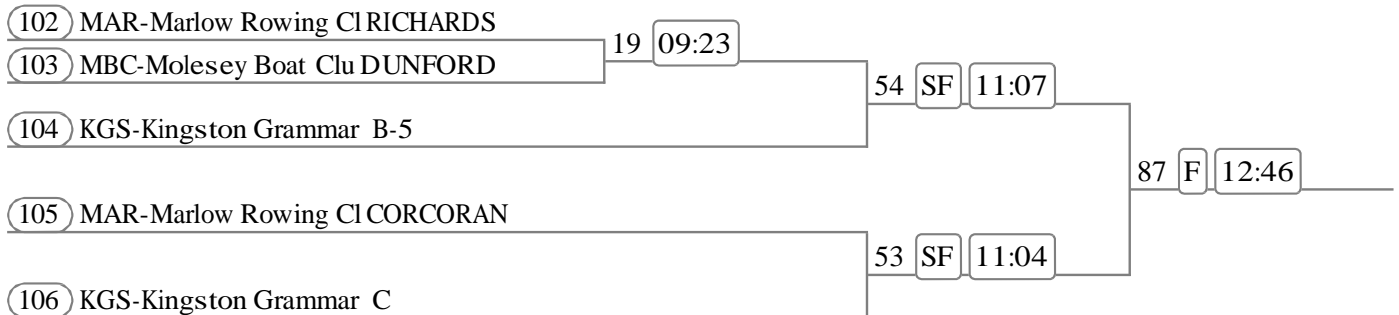 102 MAR-Marlow Rowing Cl RICHARDS
19 09:23
103 MBC-Molesey Boat Clu DUNFORD
54 SF 11:07
104 KGS-Kingston Grammar B-5
87 F 12:46
105 MAR-Marlow Rowing Cl CORCORAN
53 SF 11:04
106 KGS-Kingston Grammar C